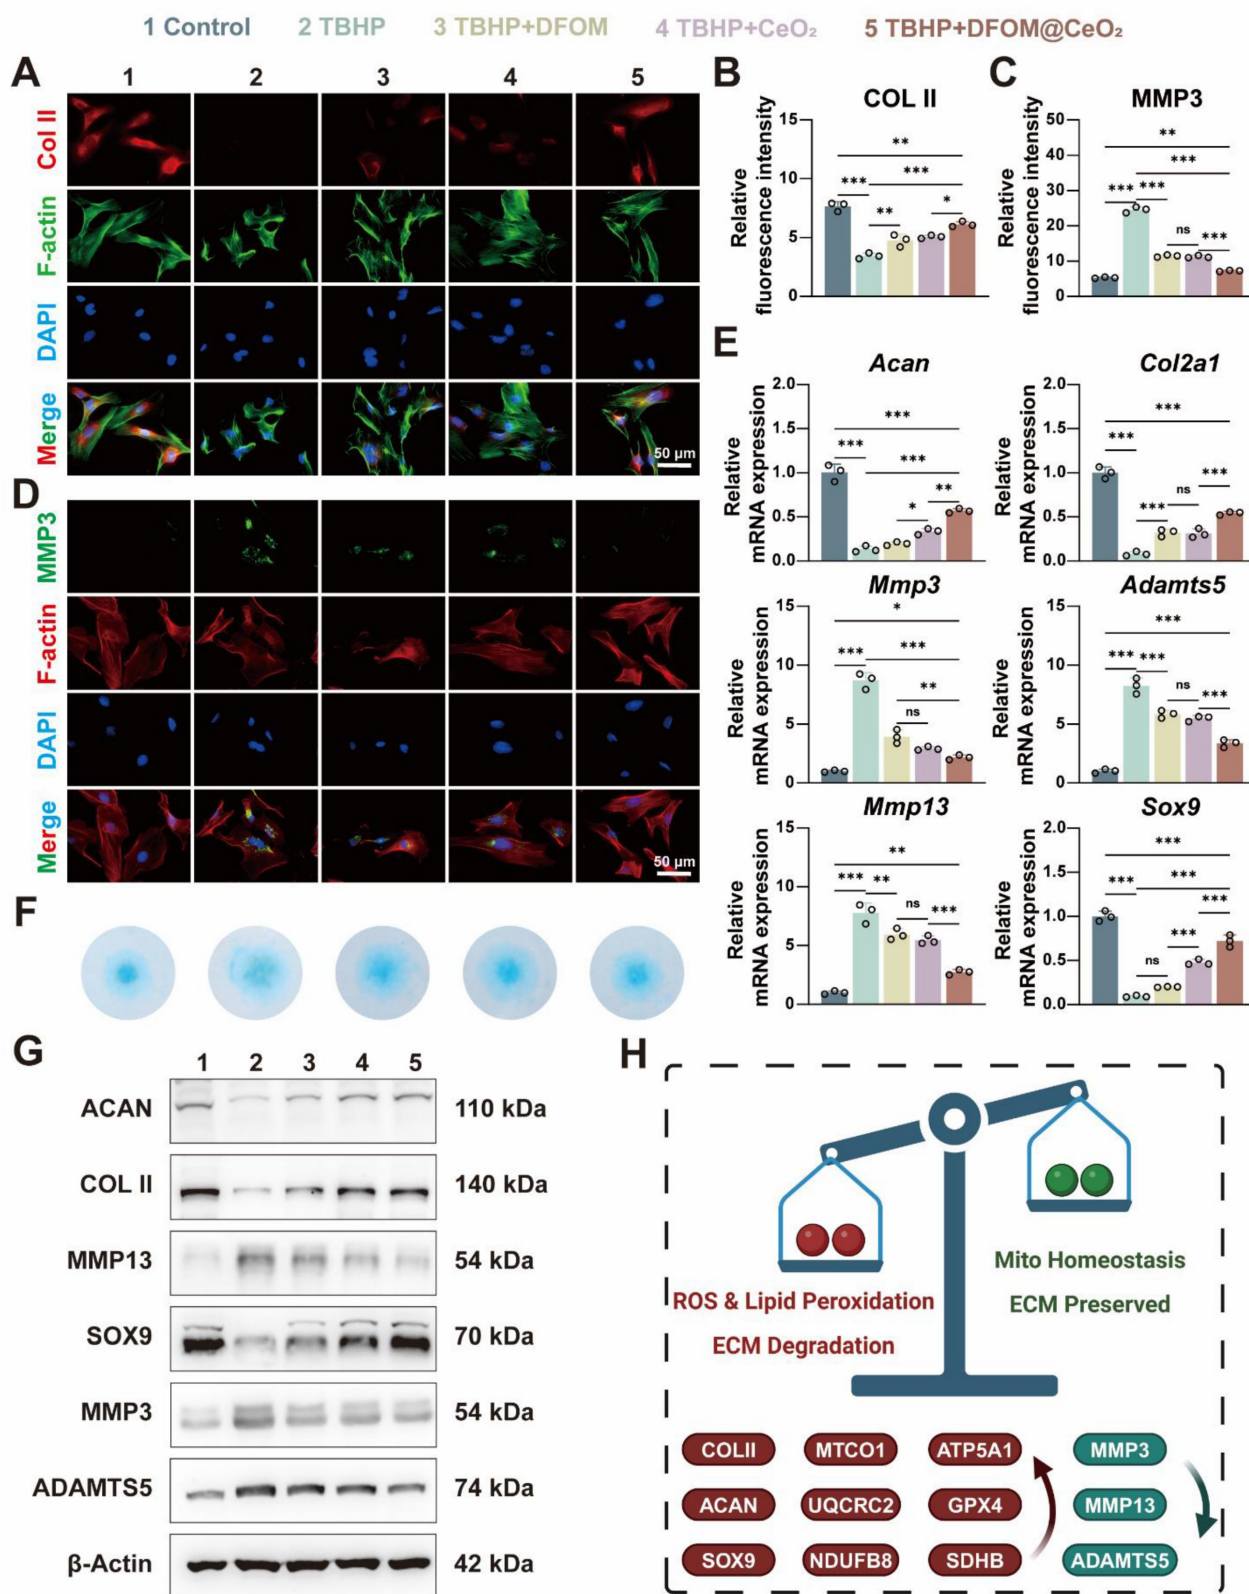 1 Control 2 TBHP 3 TBHP+DFOM 4 TBHP+CeO₂ 5 TBHP+DFOM@CeO₂
A
1 2 3 4 5
Col II
F-actin
DAPI
Merge
50 μm
B
COL II
Relative
fluorescence intensity
15
10
5
0
**
*** ***
**
*
C
MMP3
Relative
fluorescence intensity
50
40
30
20
10
0
**
***
*** ***
ns
***
D
MMP3
F-actin
DAPI
Merge
50 μm
E
Acan
Relative
mRNA expression
2.0
1.5
1.0
0.5
0.0
***
***
***
**
*
Col2a1
Relative
mRNA expression
2.0
1.5
1.0
0.5
0.0
***
***
***
ns
***
Mmp3
Relative
mRNA expression
15
10
5
0
*
*** ***
**
ns
Adamts5
Relative
mRNA expression
15
10
5
0
***
*** ***
ns
***
Mmp13
Relative
mRNA expression
15
10
5
0
**
*** **
ns
***
Sox9
Relative
mRNA expression
2.0
1.5
1.0
0.5
0.0
***
*** ***
***
***
ns
F
G
1 2 3 4 5
ACAN 110 kDa
COL II 140 kDa
MMP13 54 kDa
SOX9 70 kDa
MMP3 54 kDa
ADAMTS5 74 kDa
β-Actin 42 kDa
H
ROS & Lipid Peroxidation
ECM Degradation
Mito Homeostasis
ECM Preserved
COLII MTCO1 ATP5A1 MMP3
ACAN UQCRC2 GPX4 MMP13
SOX9 NDUFB8 SDHB ADAMTS5